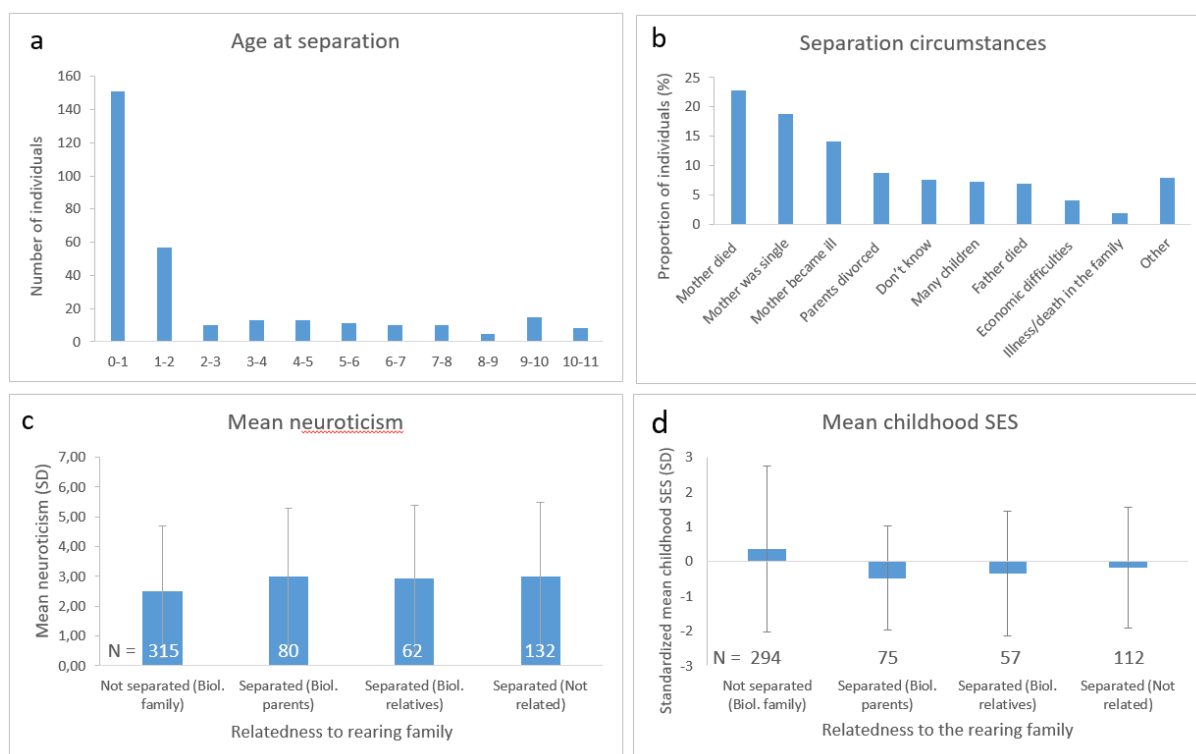 a
Age at separation
Number of individuals
160
140
120
100
80
60
40
20
0
0-1 1-2 2-3 3-4 4-5 5-6 6-7 7-8 8-9 9-10 10-11
b
Separation circumstances
Proportion of individuals (%)
25
20
15
10
5
0
Mother died
Mother was single
Mother became ill
Parents divorced
Don't know
Many children
Father died
Economic difficulties
Illness/death in the family
Other
c
Mean neuroticism
Mean neuroticism (SD)
7,00
6,00
5,00
4,00
3,00
2,00
1,00
0,00
N = 315 80 62 132
Not separated (Biol. family)
Separated (Biol. parents)
Separated (Biol. relatives)
Separated (Not related)
Relatedness to rearing family
d
Mean childhood SES
Standardized mean childhood SES (SD)
3
2
1
0
-1
-2
-3
N = 294 75 57 112
Not separated (Biol. family)
Separated (Biol. parents)
Separated (Biol. relatives)
Separated (Not related)
Relatedness to the rearing family